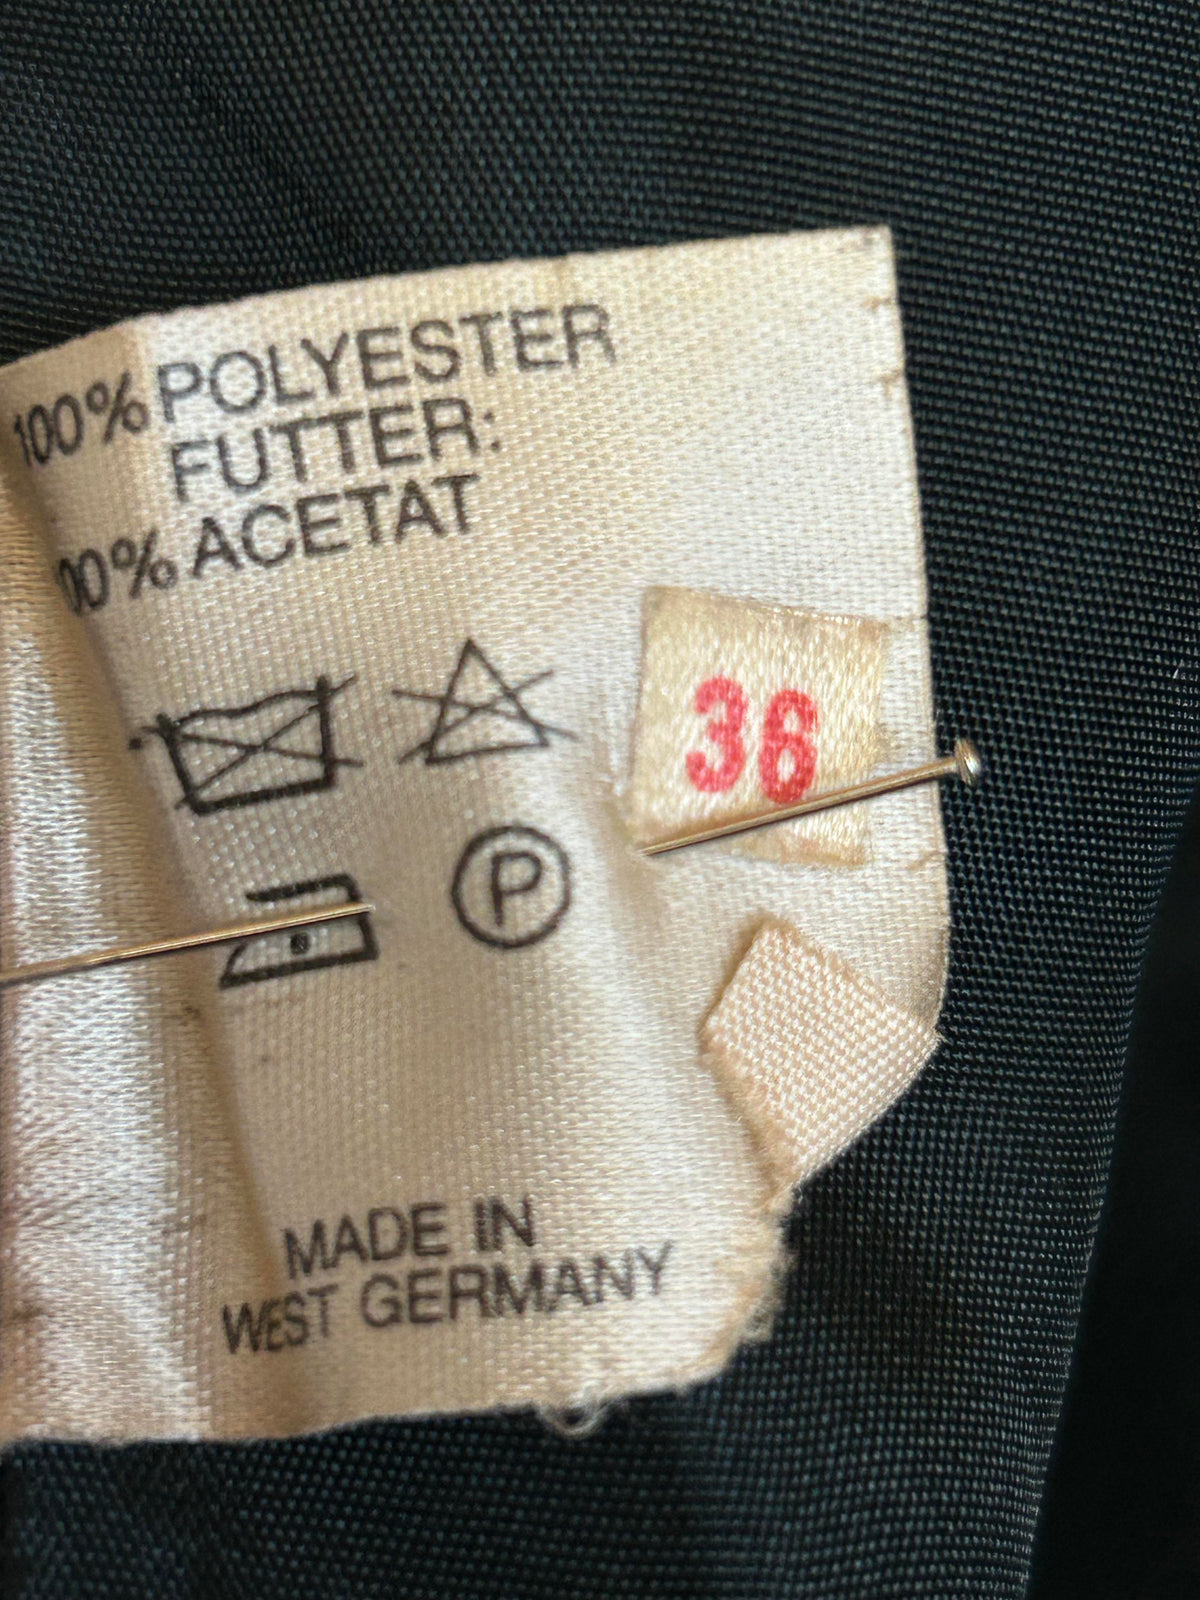 100% POLYESTER
FUTTER:
00% ACETAT
36
P
MADE IN
WEST GERMANY